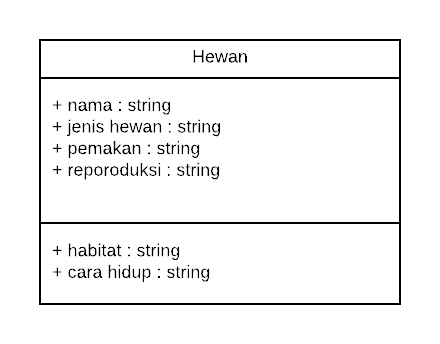 Hewan
+ nama : string
+ jenis hewan : string
+ pemakan : string
+ reporoduksi : string
+ habitat : string
+ cara hidup : string